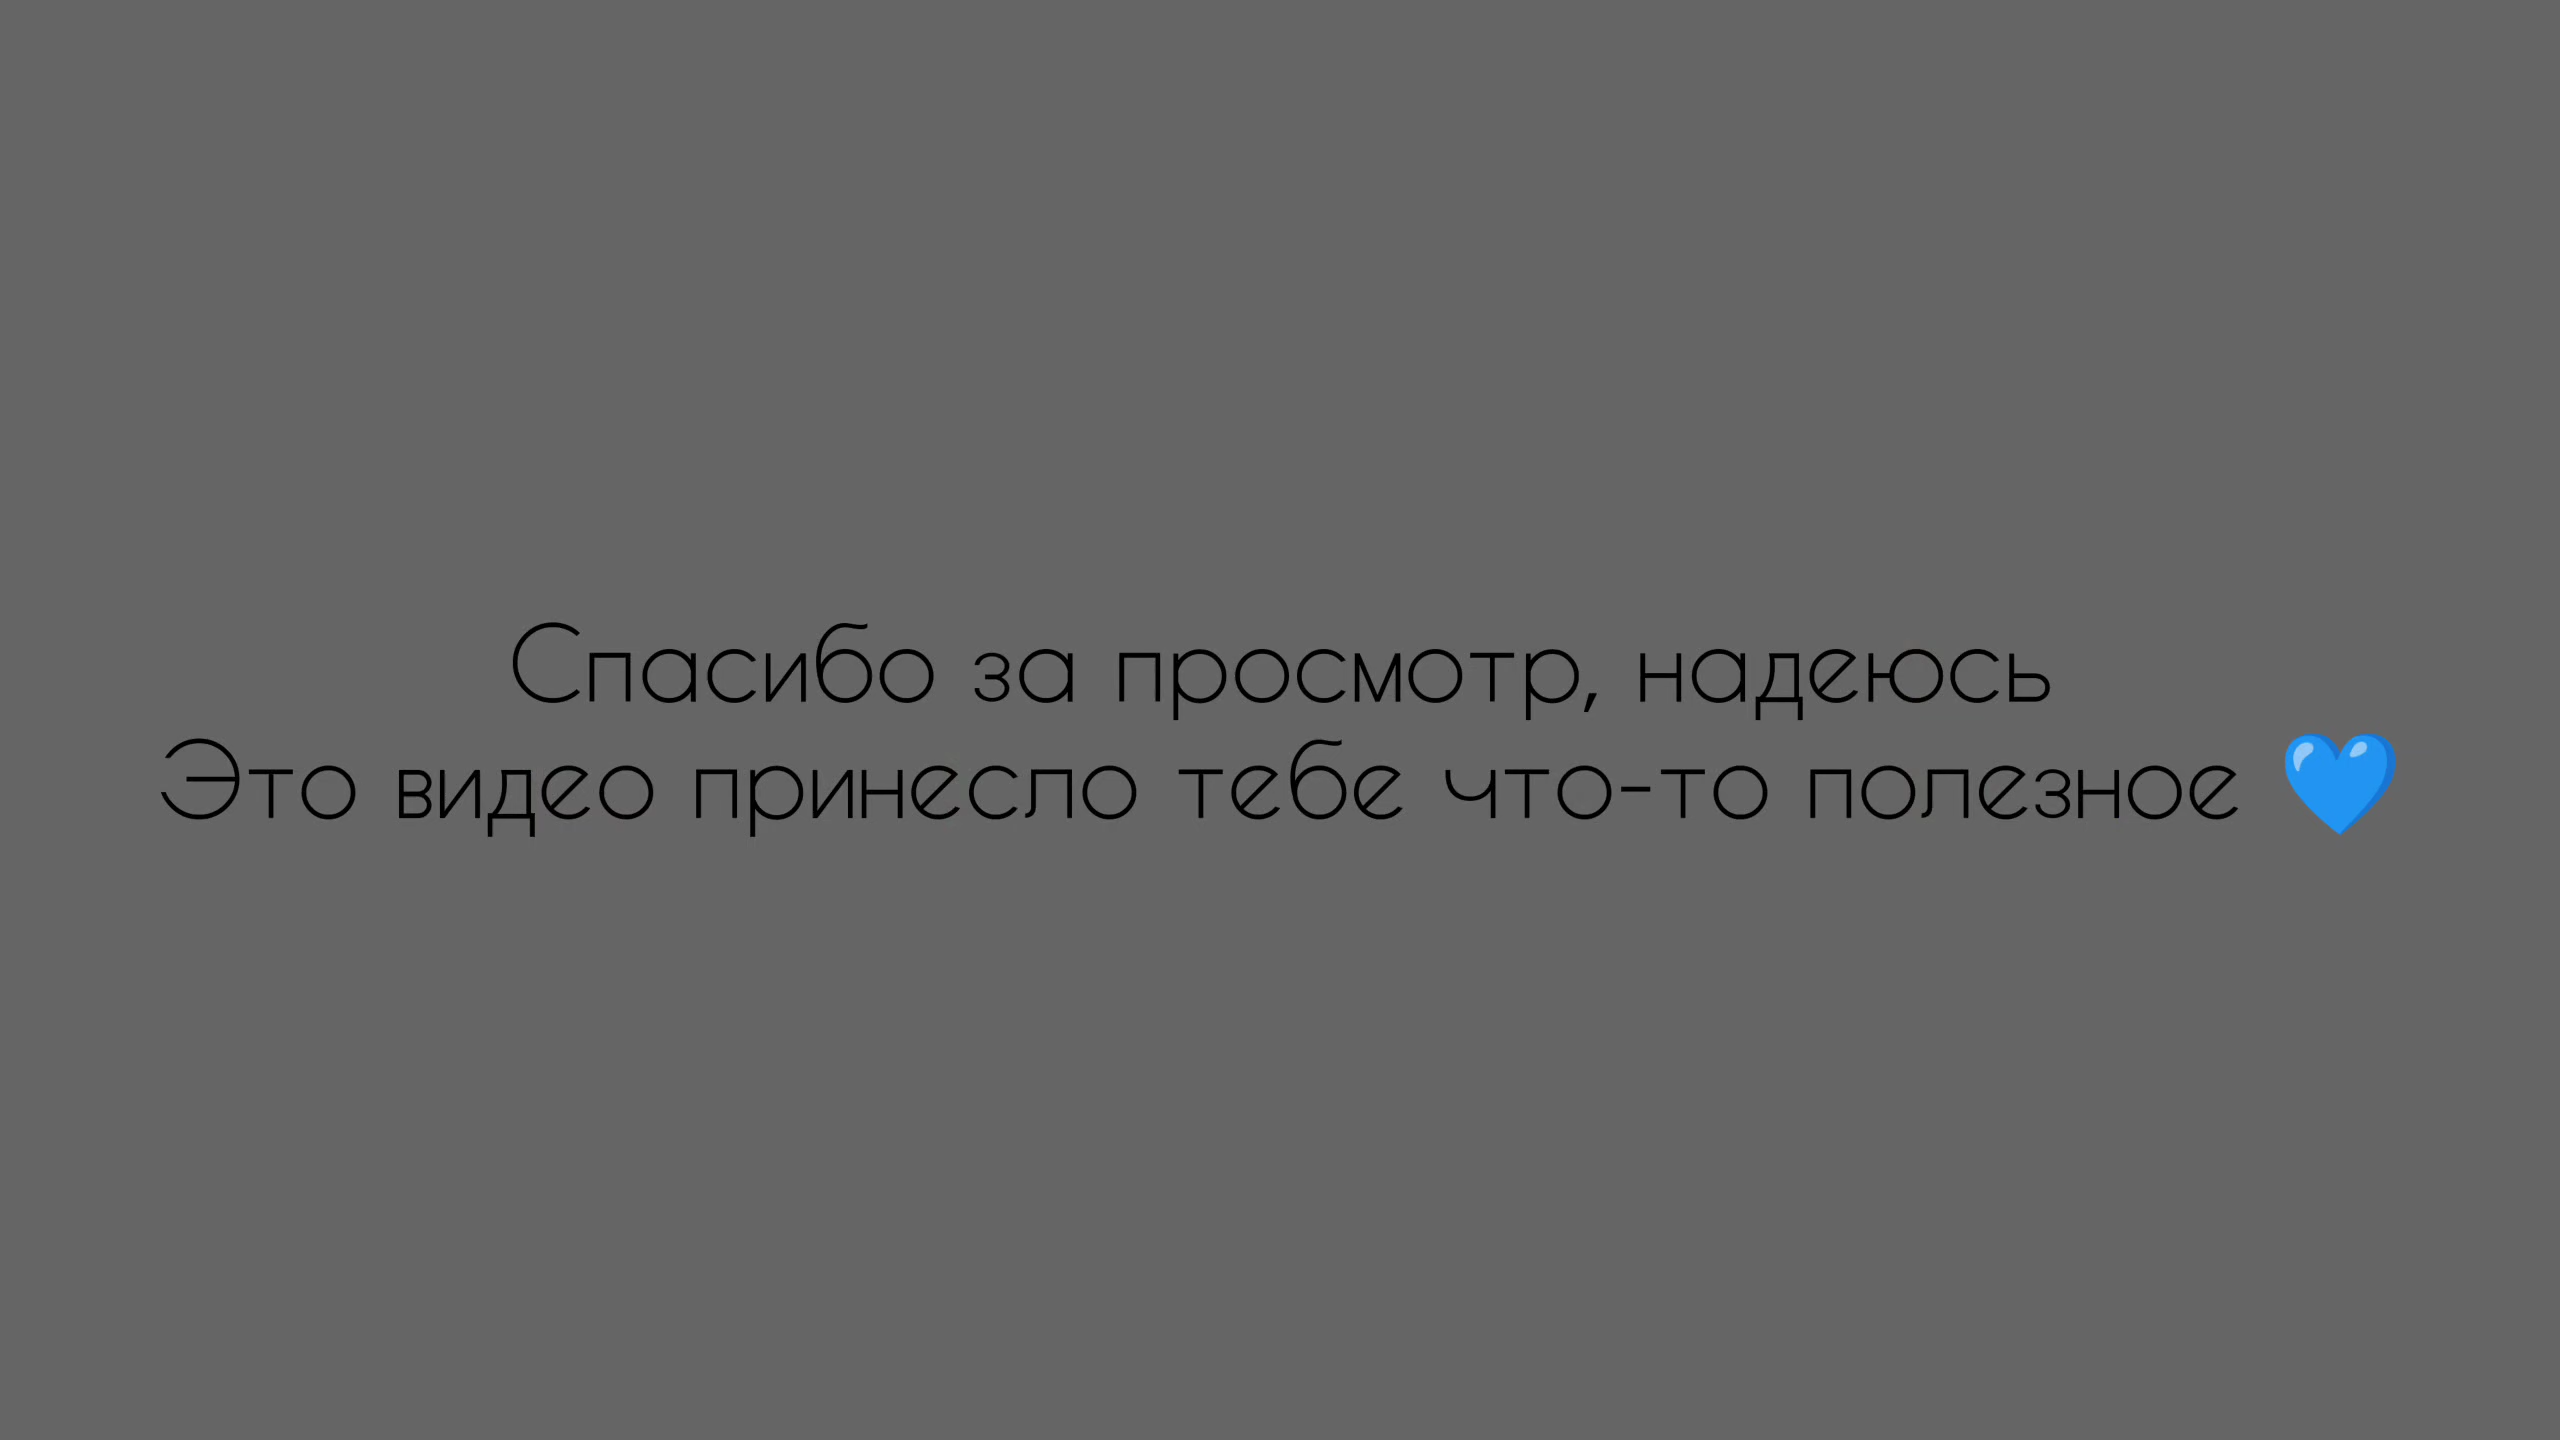 Спасибо за просмотр, надеюсь
Это видео принесло тебе что-то полезное 💙